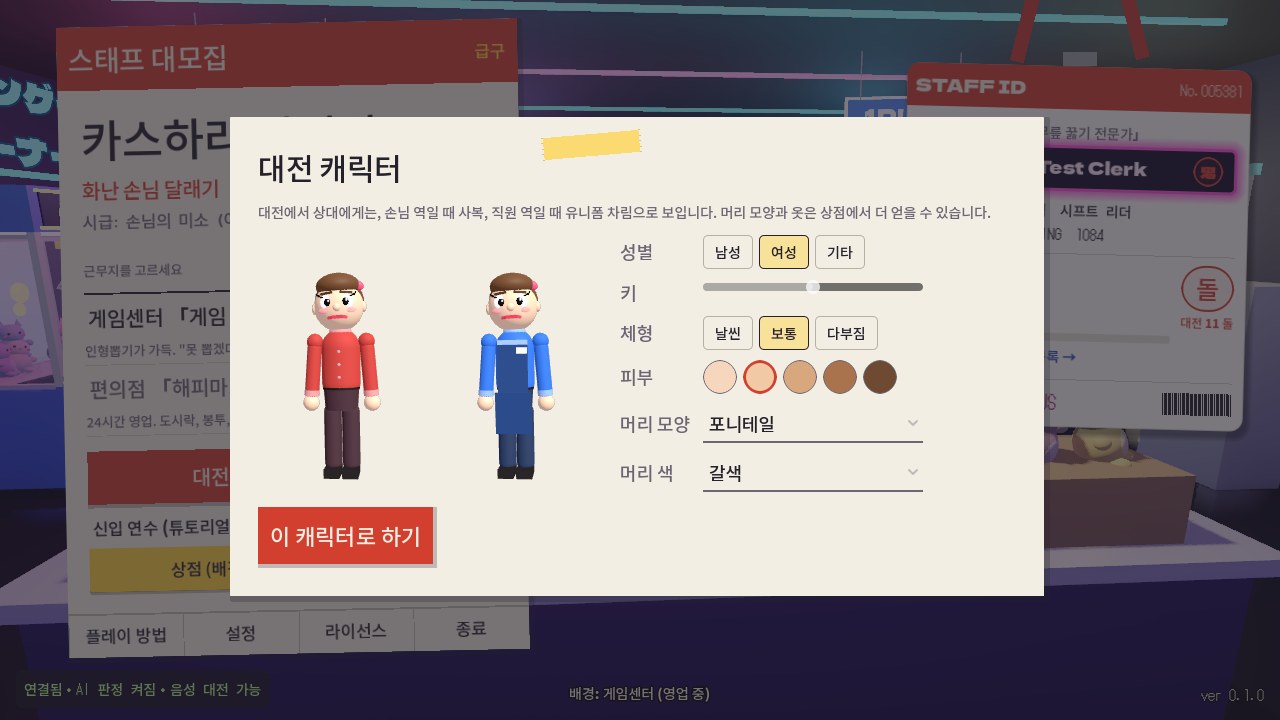 스태프 대모집
급구
카스하라
화난 손님 달래기
시급: 손님의 미소
근무지를 고르세요
게임센터 「게임
인형뽑기가 가득.
편의점 「해피마
24시간 영업. 도시락, 봉투,
대전
신입 연수 (튜토리얼
상점
플레이 방법
설정
라이선스
종료
대전 캐릭터
대전에서 상대에게는, 손님 역일 때 사복, 직원 역일 때 유니폼 차림으로 보입니다. 머리 모양과 옷은 상점에서 더 얻을 수 있습니다.
성별
남성
여성
기타
키
체형
날씬
보통
다부짐
피부
머리 모양
포니테일
머리 색
갈색
이 캐릭터로 하기
STAFF ID
No. 005381
꿇기 전문가」
Test Clerk
시프트 리더
1084
돌
대전 11 돌
→
연결됨 • AI 판정 켜짐 • 음성 대전 가능
배경: 게임센터 (영업 중)
ver 0.1.0